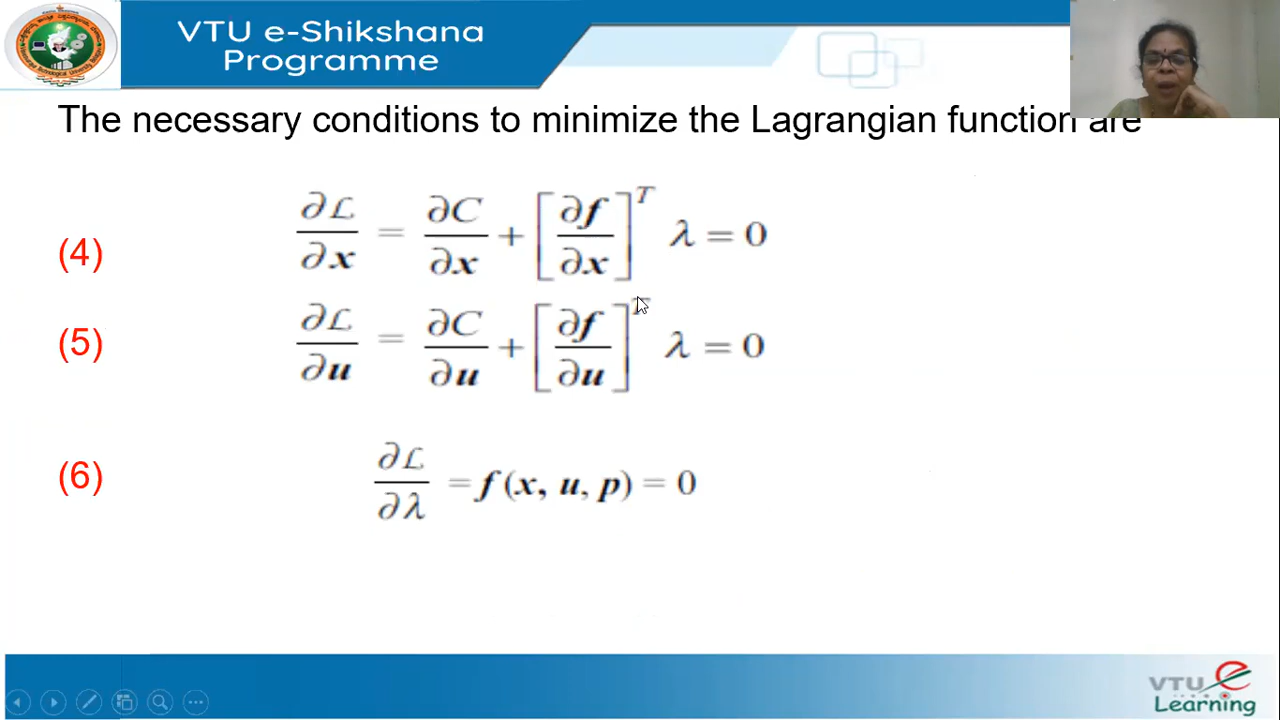 VTU e-Shikshana
Programme
The necessary conditions to minimize the Lagrangian function are
(4) ∂ℒ/∂x = ∂C/∂x + [∂f/∂x]ᵀ λ = 0
(5) ∂ℒ/∂u = ∂C/∂u + [∂f/∂u]ᵀ λ = 0
(6) ∂ℒ/∂λ = f (x, u, p) = 0
VTU e
Learning